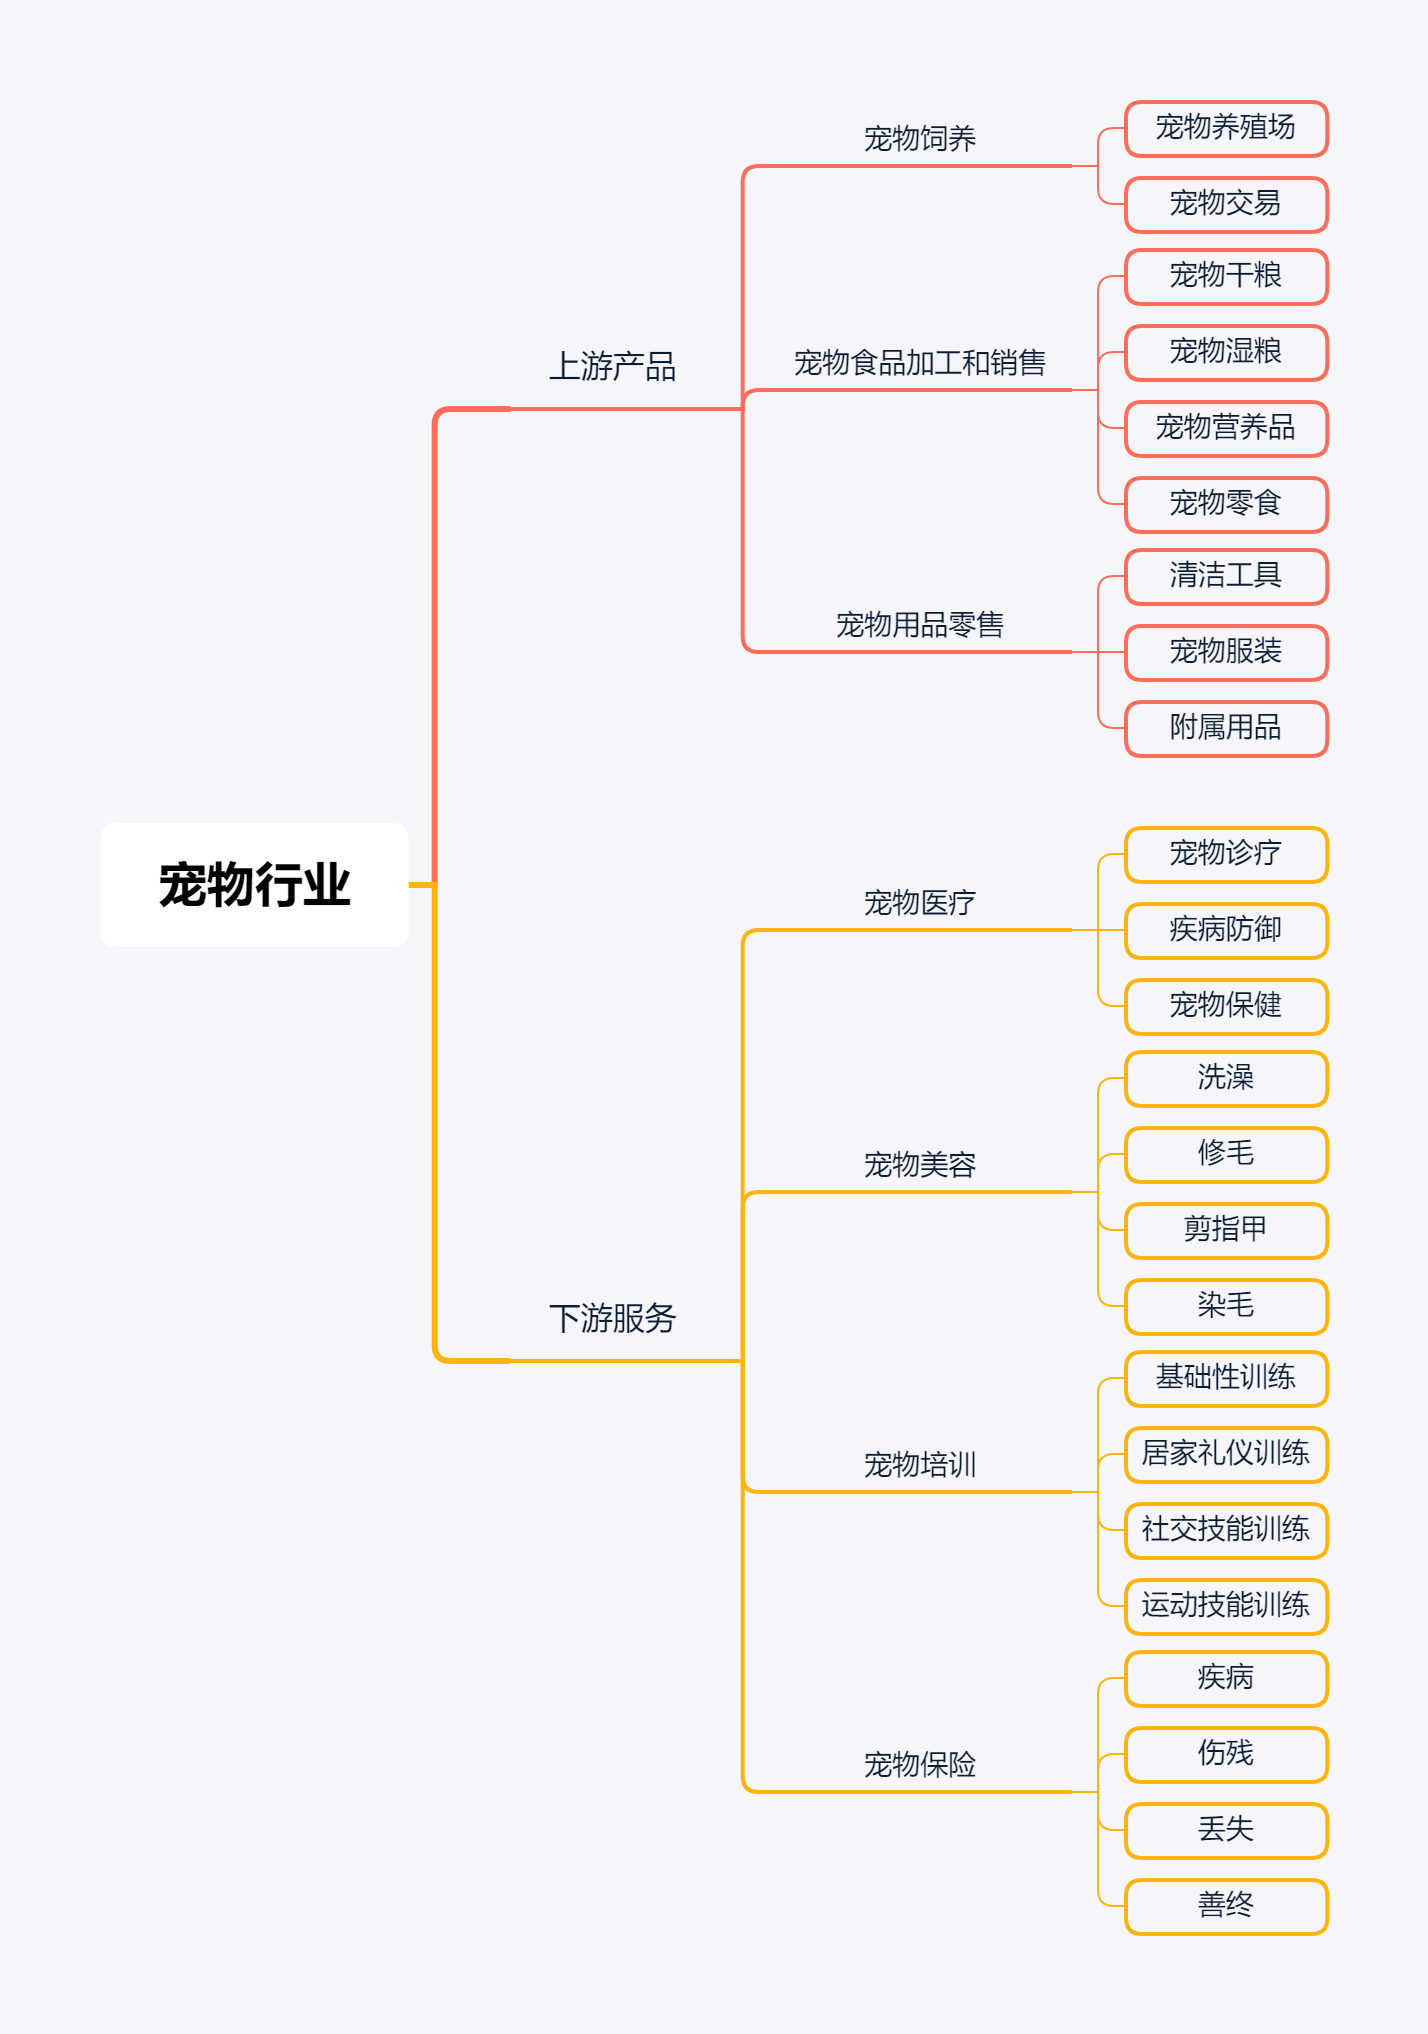 宠物行业
上游产品
宠物饲养
宠物养殖场
宠物交易
宠物食品加工和销售
宠物干粮
宠物湿粮
宠物营养品
宠物零食
宠物用品零售
清洁工具
宠物服装
附属用品
下游服务
宠物医疗
宠物诊疗
疾病防御
宠物保健
宠物美容
洗澡
修毛
剪指甲
染毛
宠物培训
基础性训练
居家礼仪训练
社交技能训练
运动技能训练
宠物保险
疾病
伤残
丢失
善终